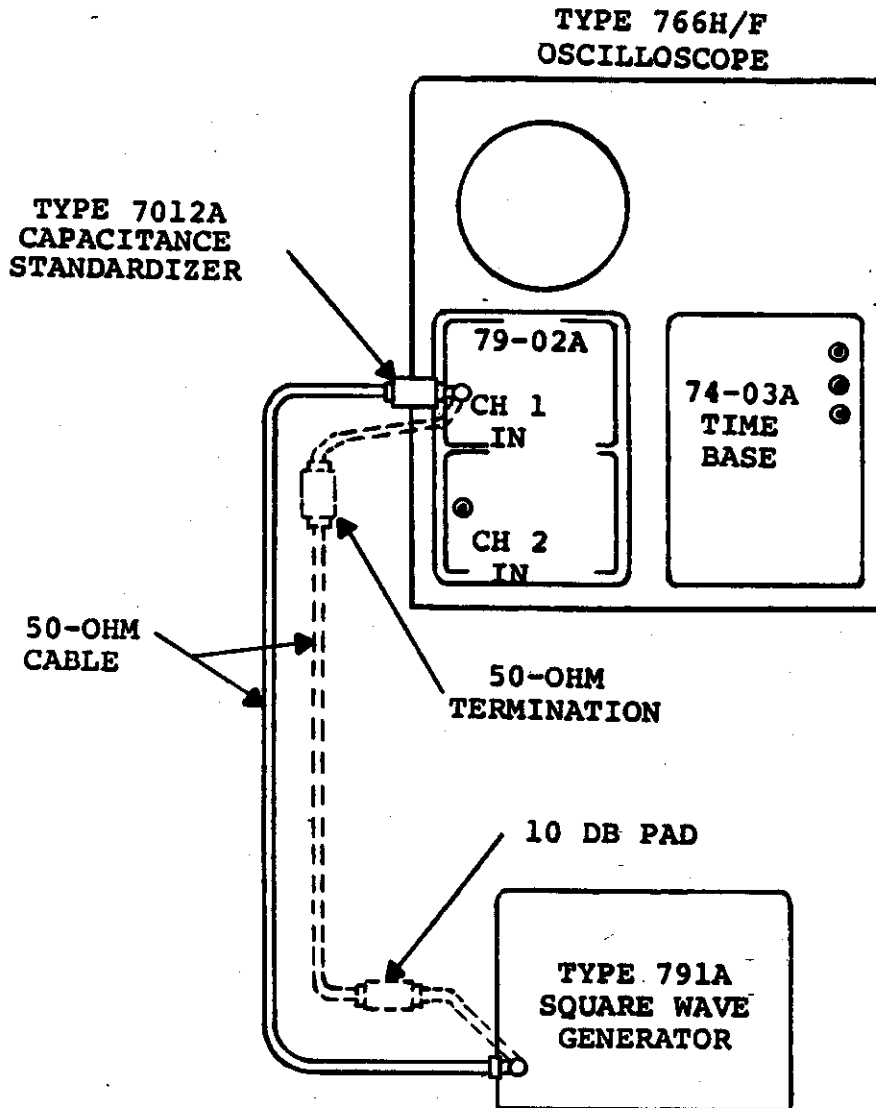 TYPE 766H/F
OSCILLOSCOPE
TYPE 7012A
CAPACITANCE
STANDARDIZER
79-02A
CH 1
IN
74-03A
TIME
BASE
CH 2
IN
50-OHM
CABLE
50-OHM
TERMINATION
10 DB PAD
TYPE 791A
SQUARE WAVE
GENERATOR